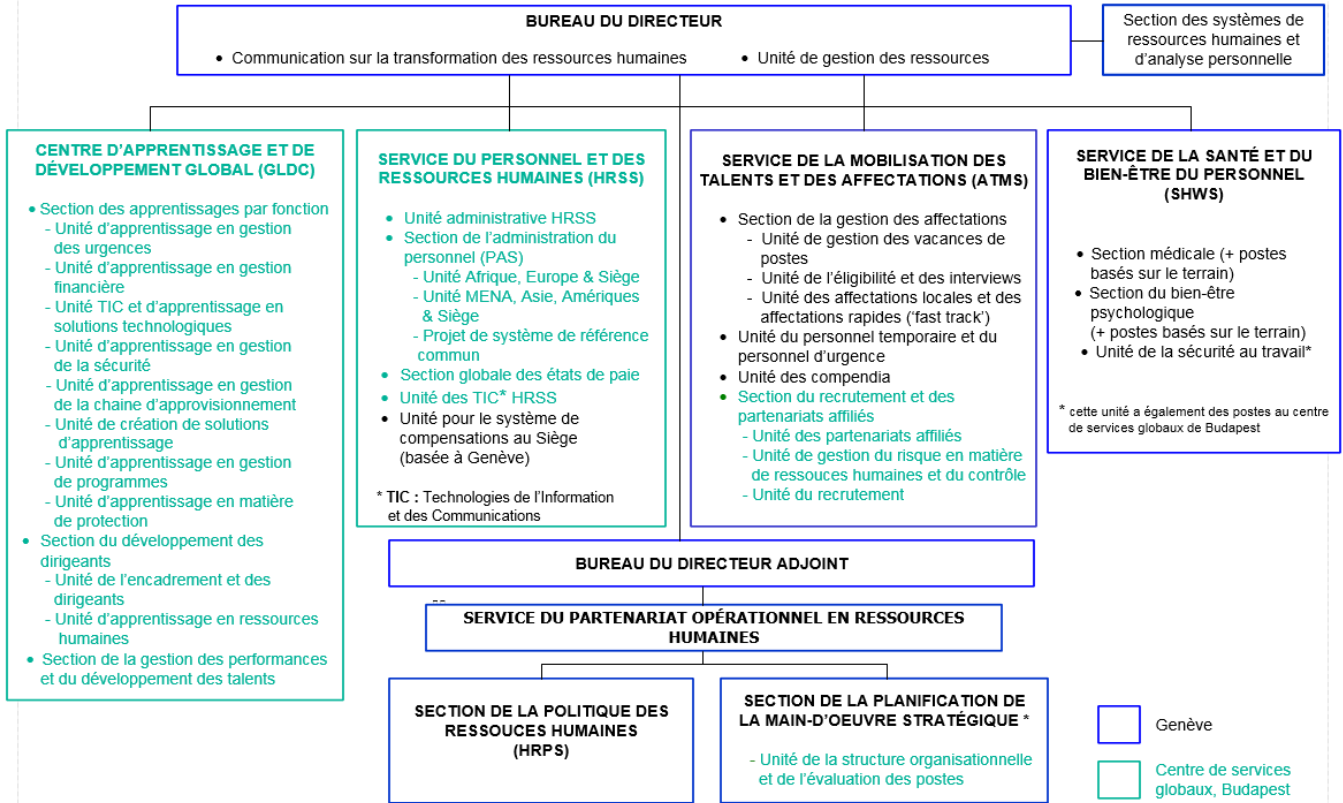 BUREAU DU DIRECTEUR
• Communication sur la transformation des ressources humaines
• Unité de gestion des ressources
Section des systèmes de
ressources humaines et
d'analyse personnelle
CENTRE D'APPRENTISSAGE ET DE
DÉVELOPPEMENT GLOBAL (GLDC)
• Section des apprentissages par fonction
- Unité d'apprentissage en gestion
des urgences
- Unité d'apprentissage en gestion
financière
- Unité TIC et d'apprentissage en
solutions technologiques
- Unité d'apprentissage en gestion
de la sécurité
- Unité d'apprentissage en gestion
de la chaine d'approvisionnement
- Unité de création de solutions
d'apprentissage
- Unité d'apprentissage en gestion
de programmes
- Unité d'apprentissage en matière
de protection
• Section du développement des
dirigeants
- Unité de l'encadrement et des
dirigeants
- Unité d'apprentissage en ressources
humaines
• Section de la gestion des performances
et du développement des talents
SERVICE DU PERSONNEL ET DES
RESSOURCES HUMAINES (HRSS)
• Unité administrative HRSS
• Section de l'administration du
personnel (PAS)
- Unité Afrique, Europe & Siège
- Unité MENA, Asie, Amériques
& Siège
- Projet de système de référence
commun
• Section globale des états de paie
• Unité des TIC* HRSS
• Unité pour le système de
compensations au Siège
(basée à Genève)
* TIC : Technologies de l'Information
et des Communications
SERVICE DE LA MOBILISATION DES
TALENTS ET DES AFFECTATIONS (ATMS)
• Section de la gestion des affectations
- Unité de gestion des vacances de
postes
- Unité de l'éligibilité et des interviews
- Unité des affectations locales et des
affectations rapides ('fast track')
• Unité du personnel temporaire et du
personnel d'urgence
• Unité des compendia
• Section du recrutement et des
partenariats affiliés
- Unité des partenariats affiliés
- Unité de gestion du risque en matière
de ressouces humaines et du contrôle
- Unité du recrutement
SERVICE DE LA SANTÉ ET DU
BIEN-ÊTRE DU PERSONNEL
(SHWS)
• Section médicale (+ postes
basés sur le terrain)
• Section du bien-être
psychologique
(+ postes basés sur le terrain)
• Unité de la sécurité au travail*
* cette unité a également des postes au centre
de services globaux de Budapest
BUREAU DU DIRECTEUR ADJOINT
--
SERVICE DU PARTENARIAT OPÉRATIONNEL EN RESSOURCES
HUMAINES
SECTION DE LA POLITIQUE DES
RESSOUCES HUMAINES
(HRPS)
SECTION DE LA PLANIFICATION DE
LA MAIN-D'OEUVRE STRATÉGIQUE *
- Unité de la structure organisationnelle
et de l'évaluation des postes
Genève
Centre de services
globaux, Budapest